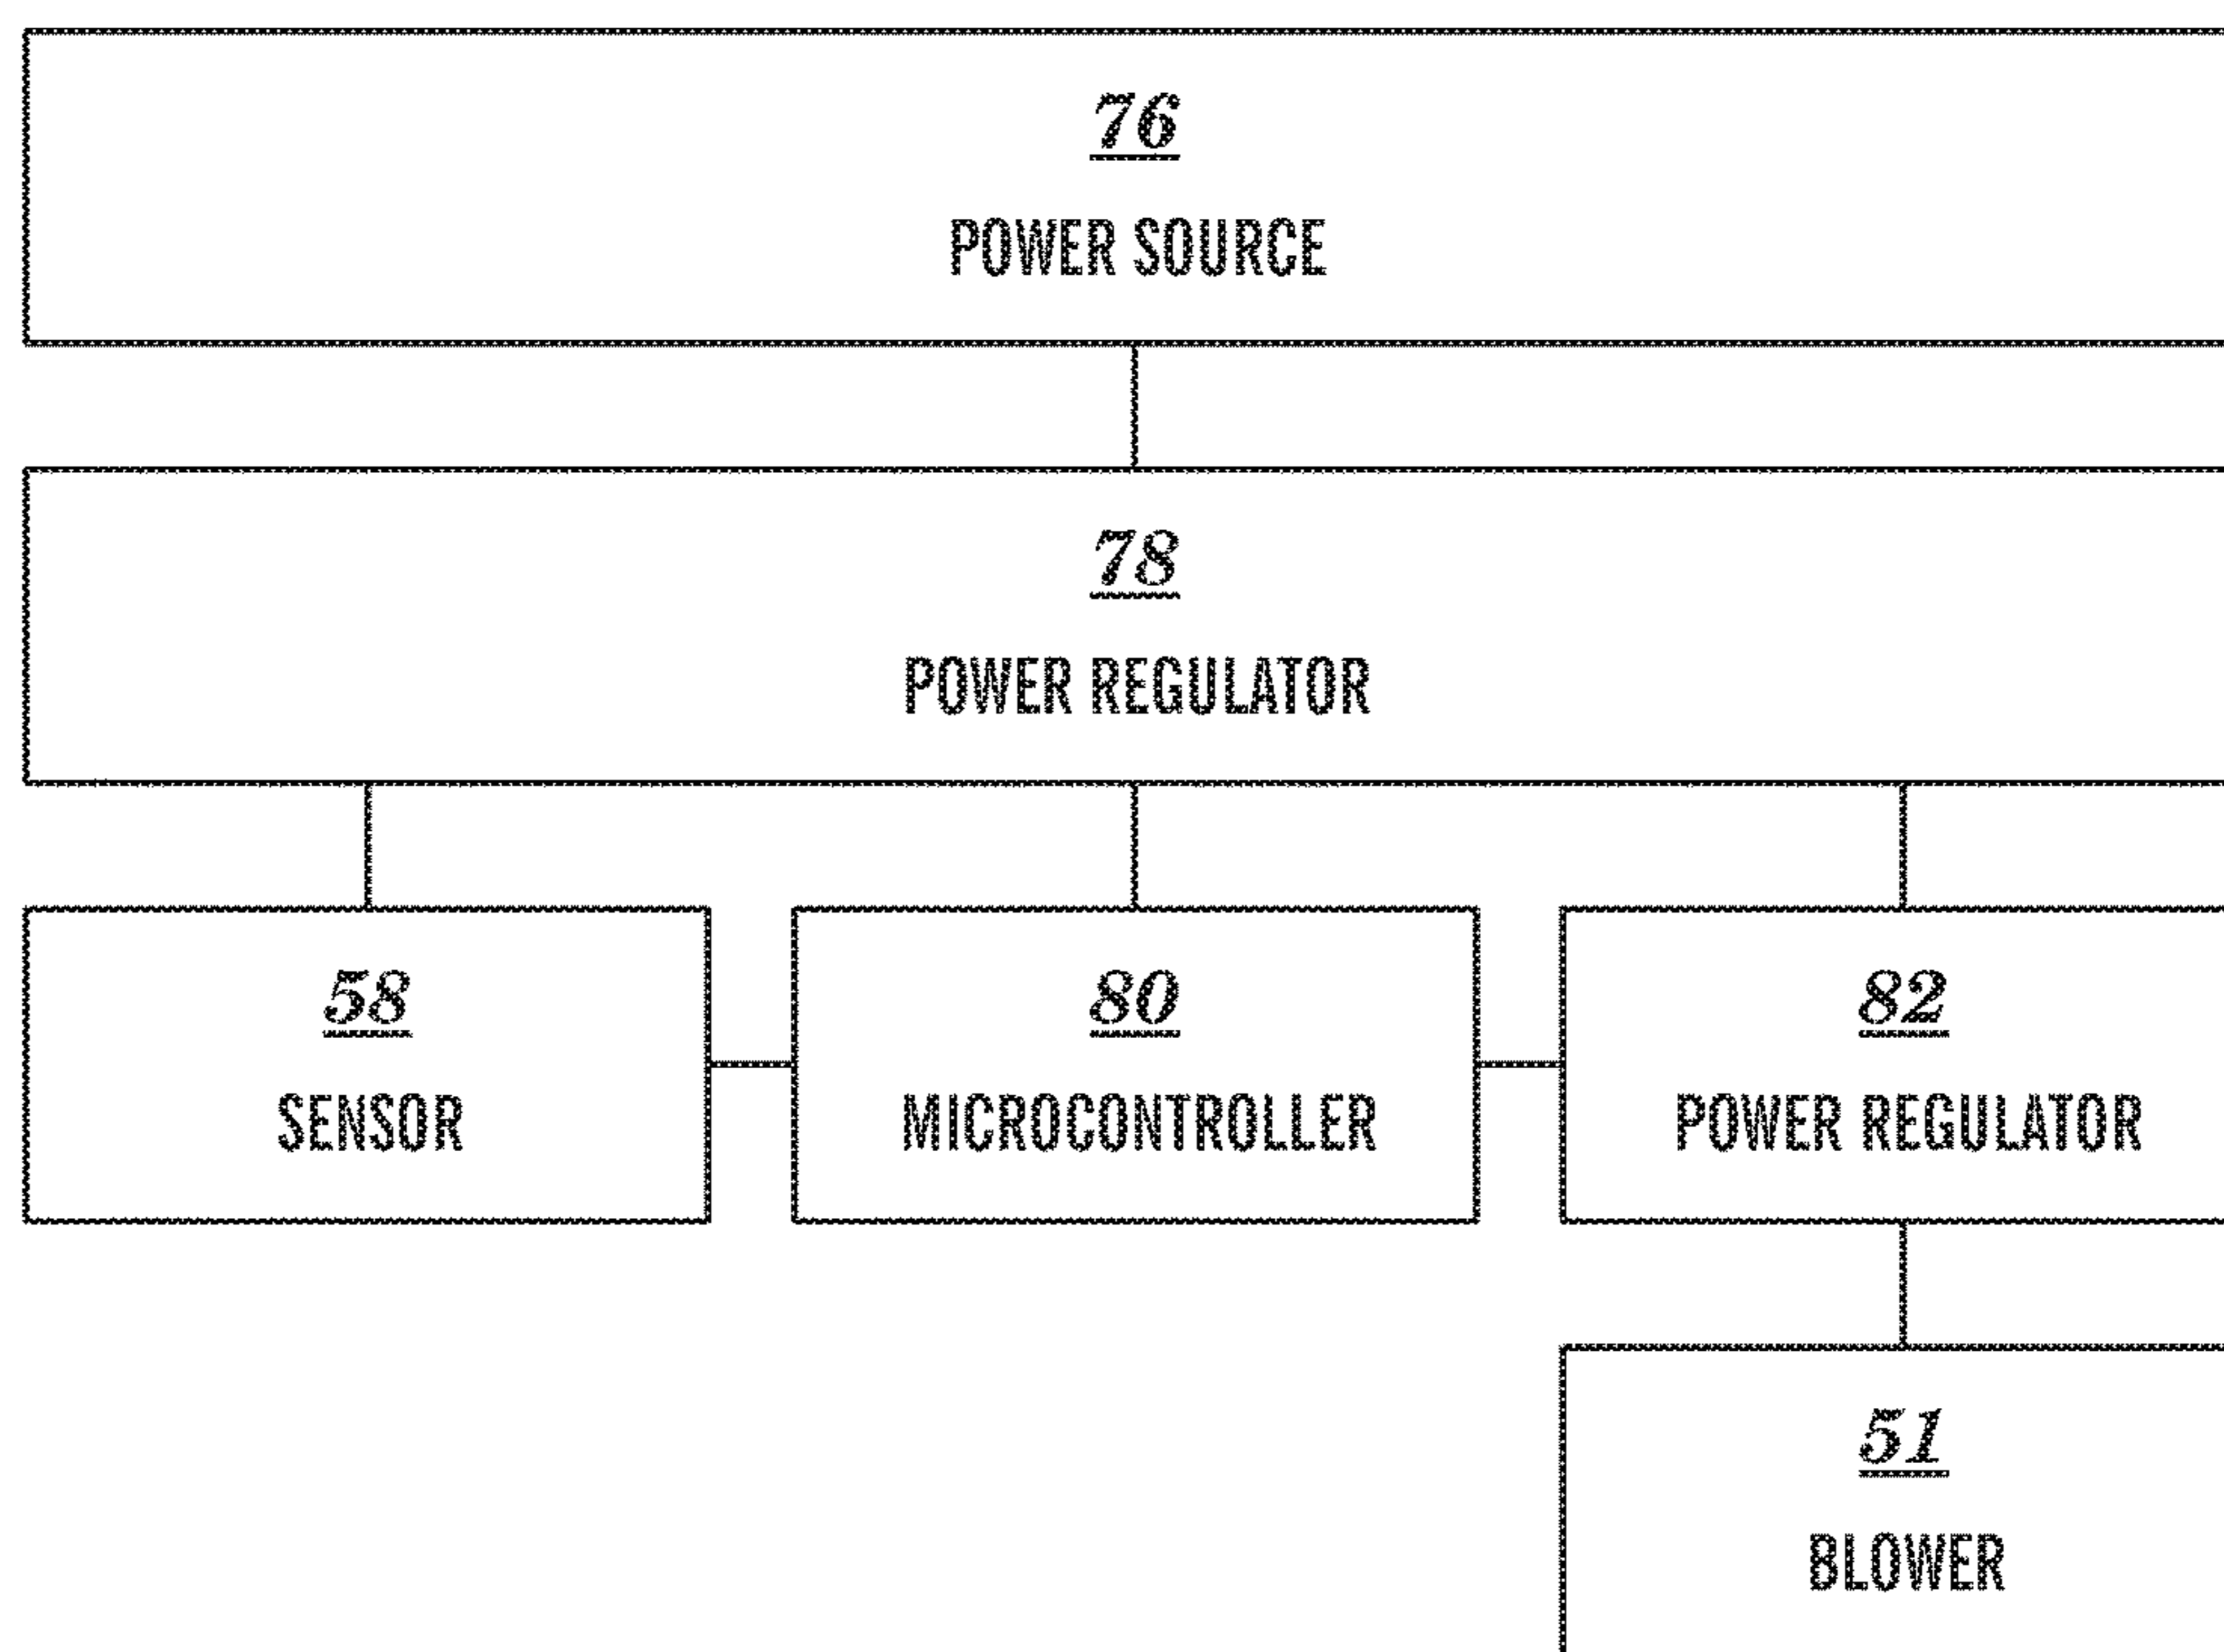 76
POWER SOURCE
78
POWER REGULATOR
58
SENSOR
80
MICROCONTROLLER
82
POWER REGULATOR
51
BLOWER